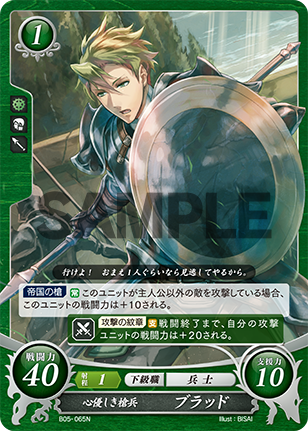 1
SAMPLE
行けよ! おまえ1人ぐらいなら見逃してやるから。
帝国の槍 常 このユニットが主人公以外の敵を攻撃している場合、
このユニットの戦闘力は+10される。
攻撃の紋章 支 戦闘終了まで、自分の攻撃
ユニットの戦闘力は+20される。
戦闘力 40
射程 1 下級職 兵士
支援力 10
心優しき槍兵 ブラッド
B05-065N Illust:BISAI